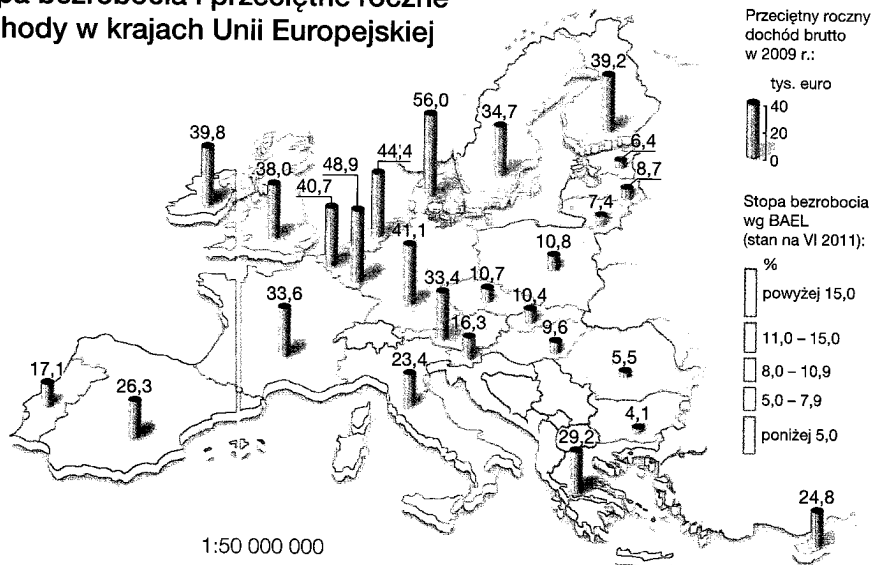 pa bezrobocia i przeciętne roczne
hody w krajach Unii Europejskiej
Przeciętny roczny
dochód brutto
w 2009 r.:
tys. euro
40
20
0
Stopa bezrobocia
wg BAEL
(stan na VI 2011):
%
powyżej 15,0
11,0 – 15,0
8,0 – 10,9
5,0 – 7,9
poniżej 5,0
39,2
56,0
34,7
39,8
44,4
48,9
38,0
40,7
6,4
8,7
7,4
41,1
10,8
33,4
10,7
10,4
33,6
16,3
9,6
23,4
5,5
17,1
26,3
4,1
29,2
24,8
1:50 000 000